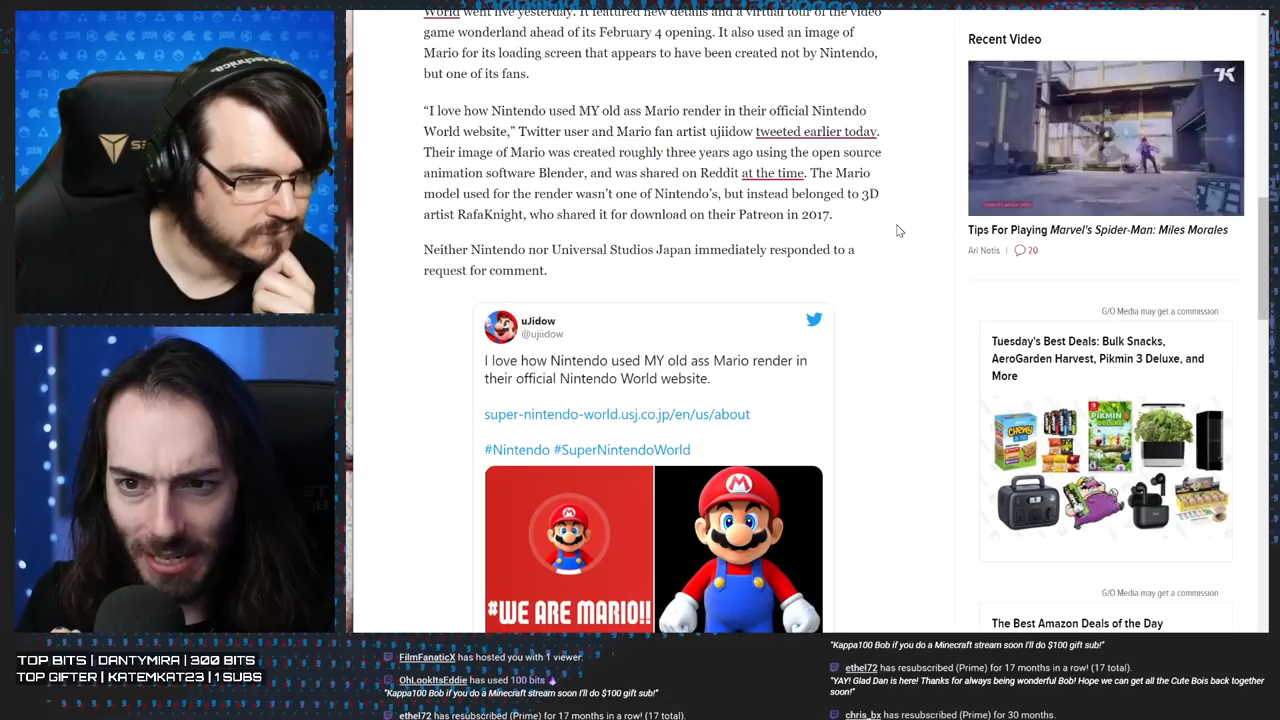 World went live yesterday. It featured new details and a virtual tour of the video
game wonderland ahead of its February 4 opening. It also used an image of
Mario for its loading screen that appears to have been created not by Nintendo,
but one of its fans.
“I love how Nintendo used MY old ass Mario render in their official Nintendo
World website,” Twitter user and Mario fan artist ujiidow tweeted earlier today.
Their image of Mario was created roughly three years ago using the open source
animation software Blender, and was shared on Reddit at the time. The Mario
model used for the render wasn’t one of Nintendo’s, but instead belonged to 3D
artist RafaKnight, who shared it for download on their Patreon in 2017.
Neither Nintendo nor Universal Studios Japan immediately responded to a
request for comment.
uJidow
@ujiidow
I love how Nintendo used MY old ass Mario render in
their official Nintendo World website.
super-nintendo-world.usj.co.jp/en/us/about
#Nintendo #SuperNintendoWorld
#WE ARE MARIO!!
Recent Video
Tips For Playing Marvel's Spider-Man: Miles Morales
Ari Notis | 20
G/O Media may get a commission
Tuesday's Best Deals: Bulk Snacks,
AeroGarden Harvest, Pikmin 3 Deluxe, and
More
G/O Media may get a commission
The Best Amazon Deals of the Day
TOP BITS | DANTYMIRA | 300 BITS
TOP GIFTER | KATEMKAT23 | 1 SUBS
FilmFanaticX has hosted you with 1 viewer.
OhLookItsEddie has used 100 bits
"Kappa100 Bob if you do a Minecraft stream soon I'll do $100 gift sub!"
ethel72 has resubscribed (Prime) for 17 months in a row! (17 total).
"Kappa100 Bob if you do a Minecraft stream soon I'll do $100 gift sub!"
ethel72 has resubscribed (Prime) for 17 months in a row! (17 total).
"YAY! Glad Dan is here! Thanks for always being wonderful Bob! Hope we can get all the Cute Bois back together
soon!"
chris_bx has resubscribed (Prime) for 30 months.